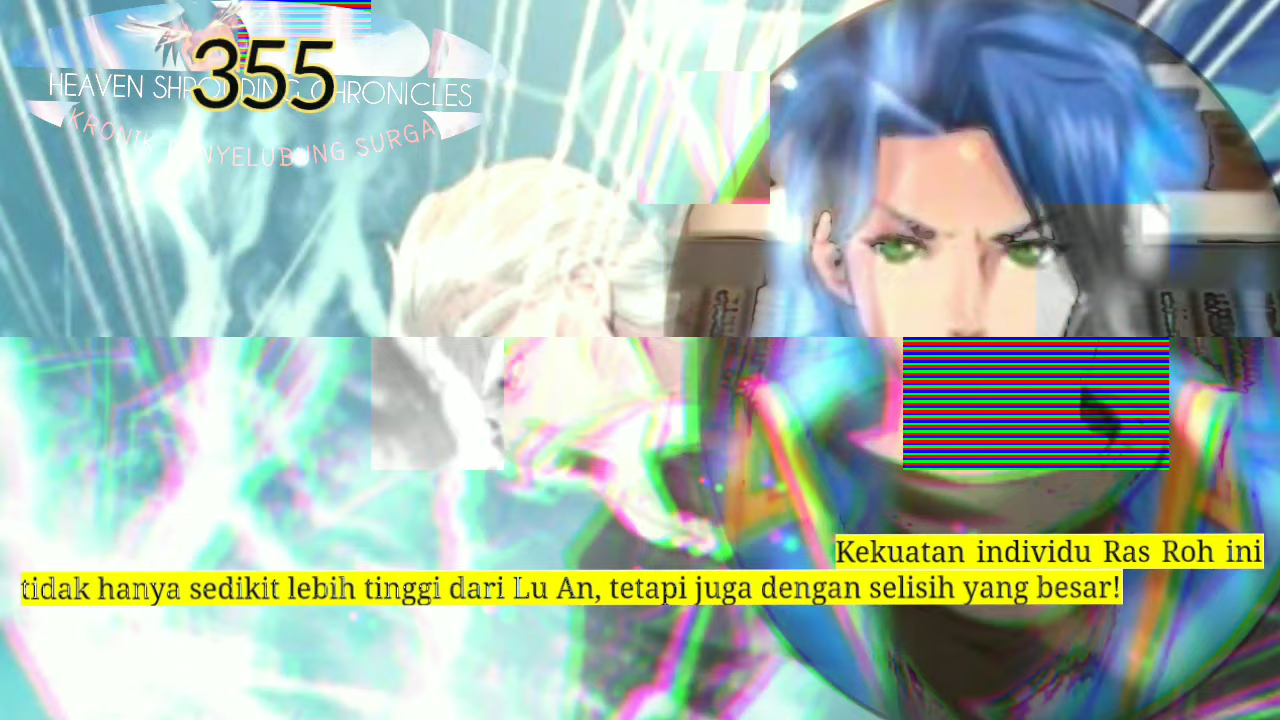 355
HEAVEN SHROUDING CHRONICLES
KRONIK PENYELUBUNG SURGA
Kekuatan individu Ras Roh ini
tidak hanya sedikit lebih tinggi dari Lu An, tetapi juga dengan selisih yang besar!